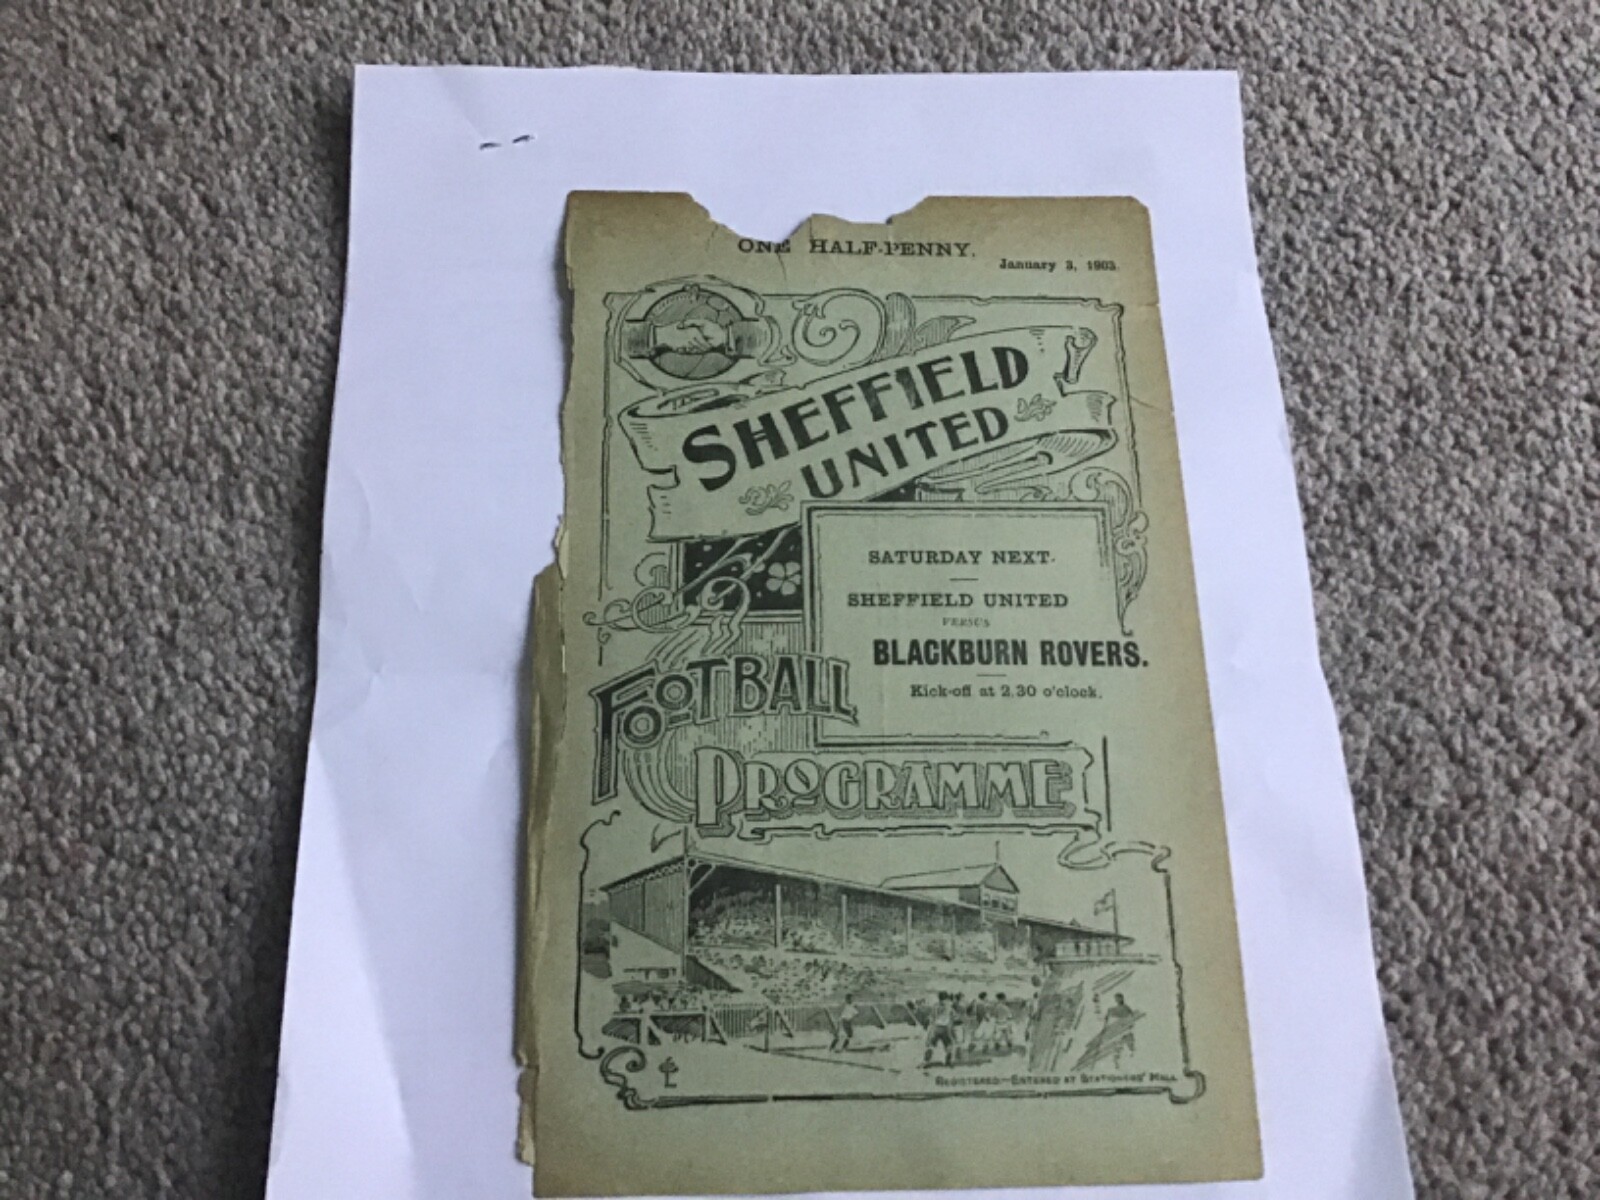 ONE HALF-PENNY.
January 3, 1903.
SHEFFIELD
UNITED
SATURDAY NEXT.
SHEFFIELD UNITED
VERSUS
BLACKBURN ROVERS.
Kick-off at 2.30 o'clock.
FOOTBALL
PROGRAMME
REGISTERED.—ENTERED AT STATIONERS' HALL